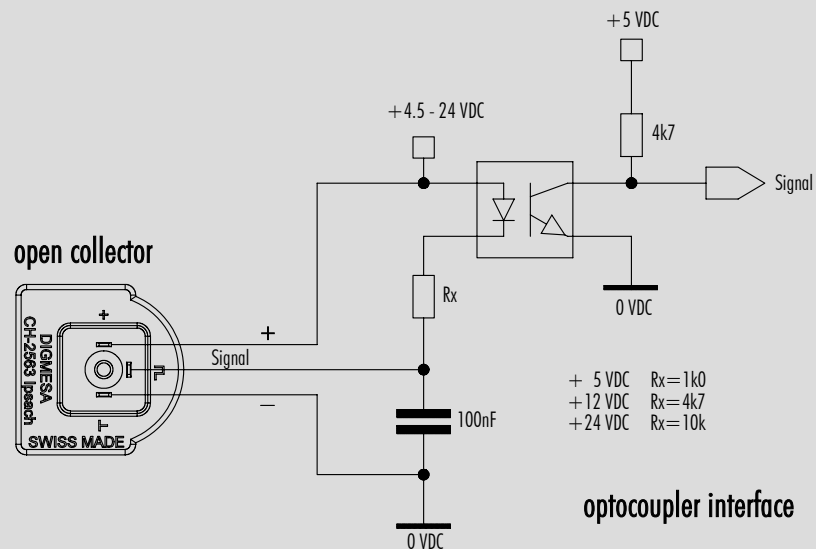 +5 VDC
+4.5 - 24 VDC
4k7
Signal
open collector
Rx
0 VDC
+
+
DIGMESA
CH-2563 Ipsach
Signal
–
SWISS MADE
100nF
+ 5 VDC Rx=1k0
+12 VDC Rx=4k7
+24 VDC Rx=10k
optocoupler interface
0 VDC